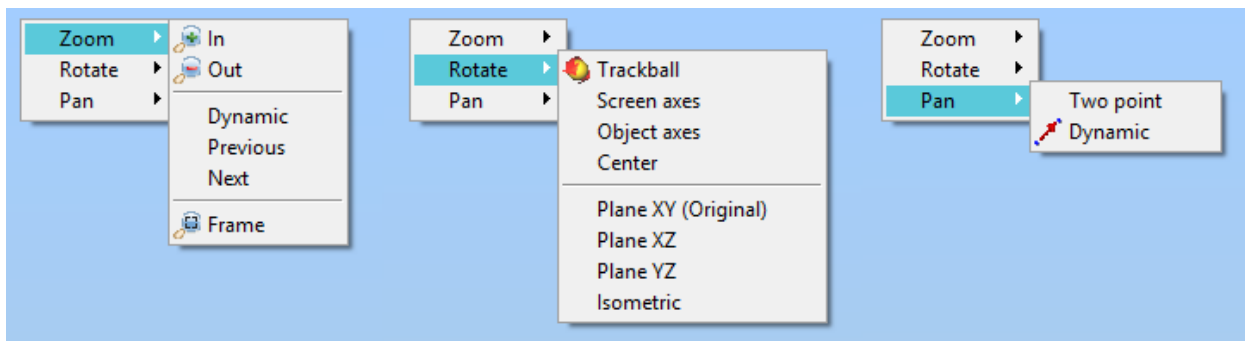 Zoom
Rotate
Pan
In
Out
Dynamic
Previous
Next
Frame
Zoom
Rotate
Pan
Trackball
Screen axes
Object axes
Center
Plane XY (Original)
Plane XZ
Plane YZ
Isometric
Zoom
Rotate
Pan
Two point
Dynamic